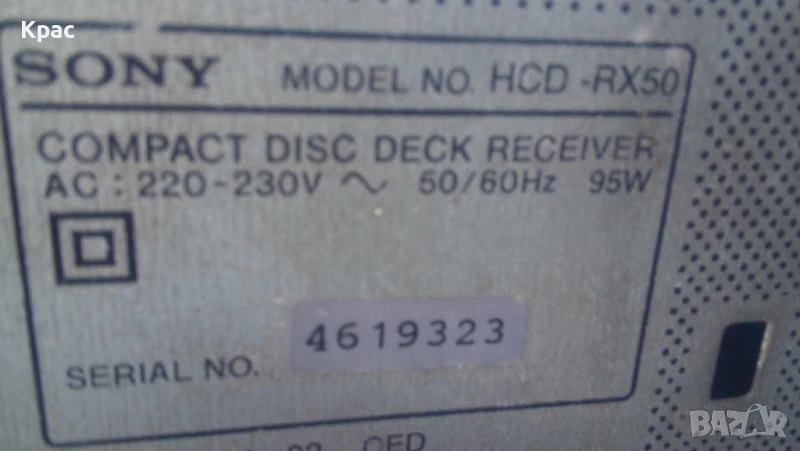 Крас
SONY MODEL NO. HCD -RX50
COMPACT DISC DECK RECEIVER
AC : 220-230V ~ 50/60Hz 95W
4619323
SERIAL NO.
BAZAR